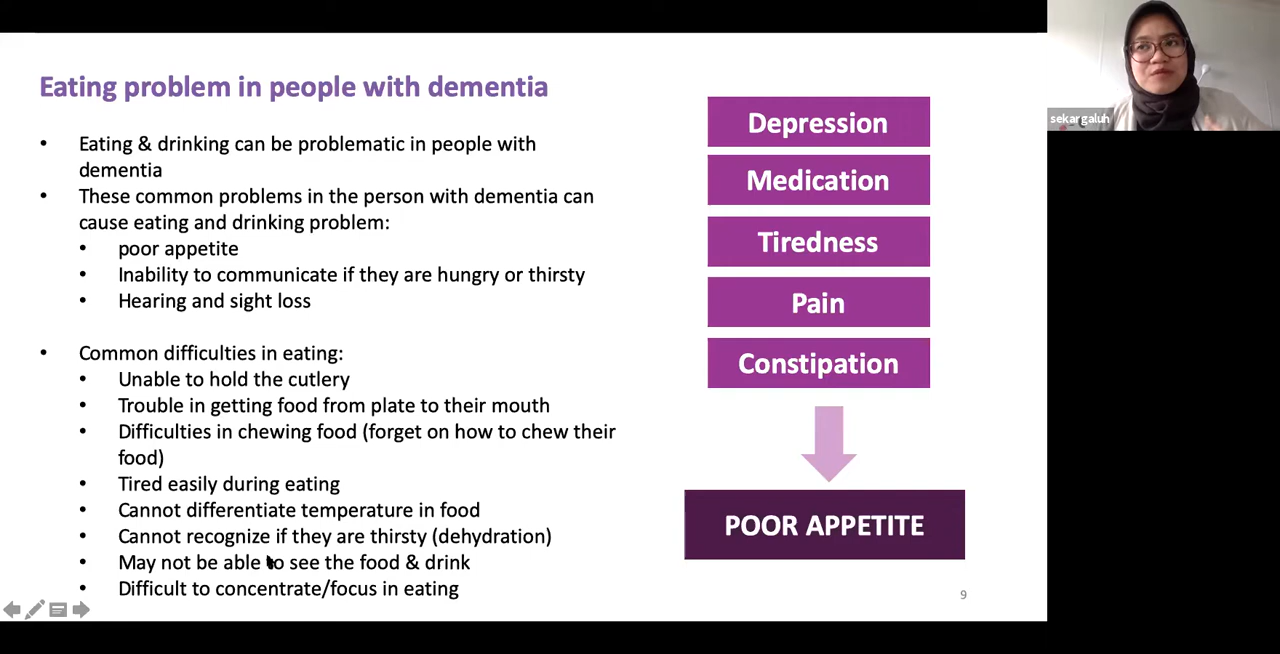 Eating problem in people with dementia
• Eating & drinking can be problematic in people with
dementia
• These common problems in the person with dementia can
cause eating and drinking problem:
• poor appetite
• Inability to communicate if they are hungry or thirsty
• Hearing and sight loss
• Common difficulties in eating:
• Unable to hold the cutlery
• Trouble in getting food from plate to their mouth
• Difficulties in chewing food (forget on how to chew their
food)
• Tired easily during eating
• Cannot differentiate temperature in food
• Cannot recognize if they are thirsty (dehydration)
• May not be able to see the food & drink
• Difficult to concentrate/focus in eating
Depression
Medication
Tiredness
Pain
Constipation
POOR APPETITE
9
sekargaluh